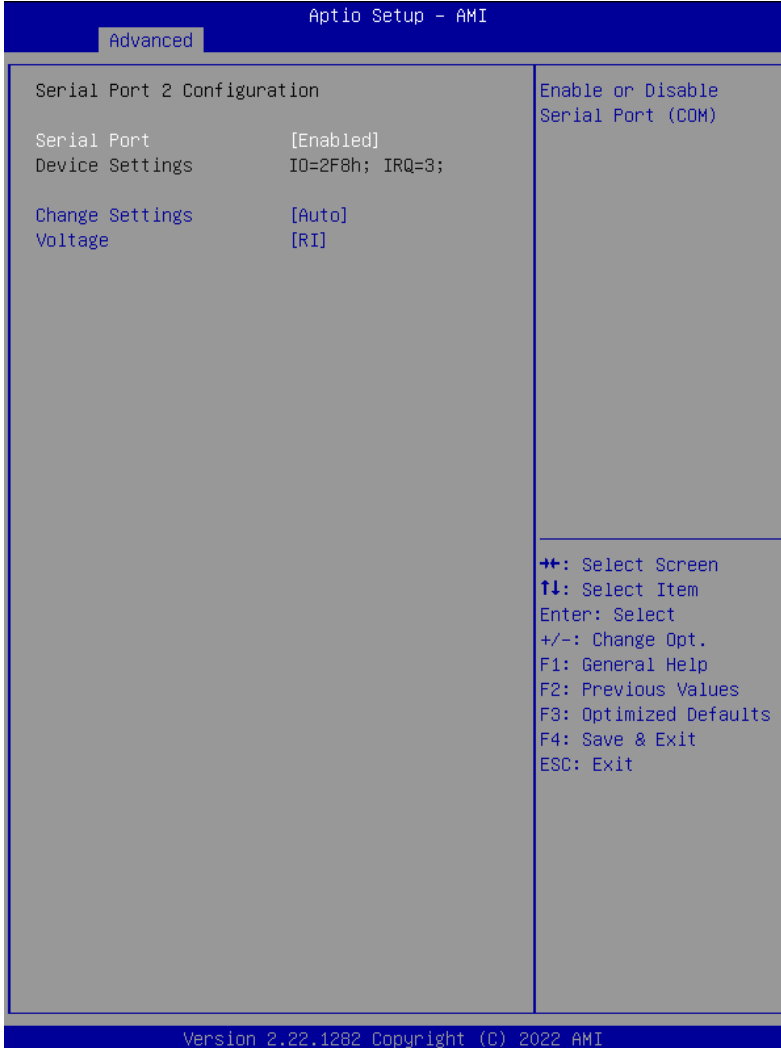 Aptio Setup – AMI
Advanced
Serial Port 2 Configuration
Serial Port [Enabled]
Device Settings IO=2F8h; IRQ=3;
Change Settings [Auto]
Voltage [RI]
Enable or Disable
Serial Port (COM)
→←: Select Screen
↑↓: Select Item
Enter: Select
+/-: Change Opt.
F1: General Help
F2: Previous Values
F3: Optimized Defaults
F4: Save & Exit
ESC: Exit
Version 2.22.1282 Copyright (C) 2022 AMI